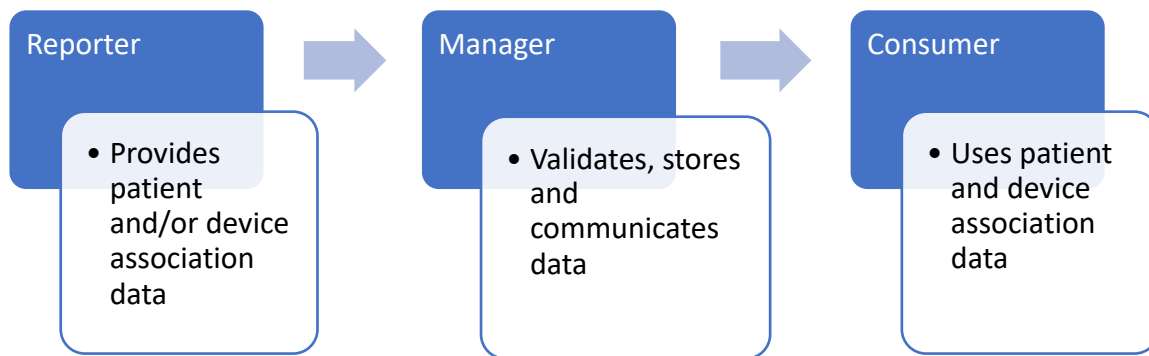 Reporter
• Provides
patient
and/or device
association
data
Manager
• Validates, stores
and
communicates
data
Consumer
• Uses patient
and device
association
data